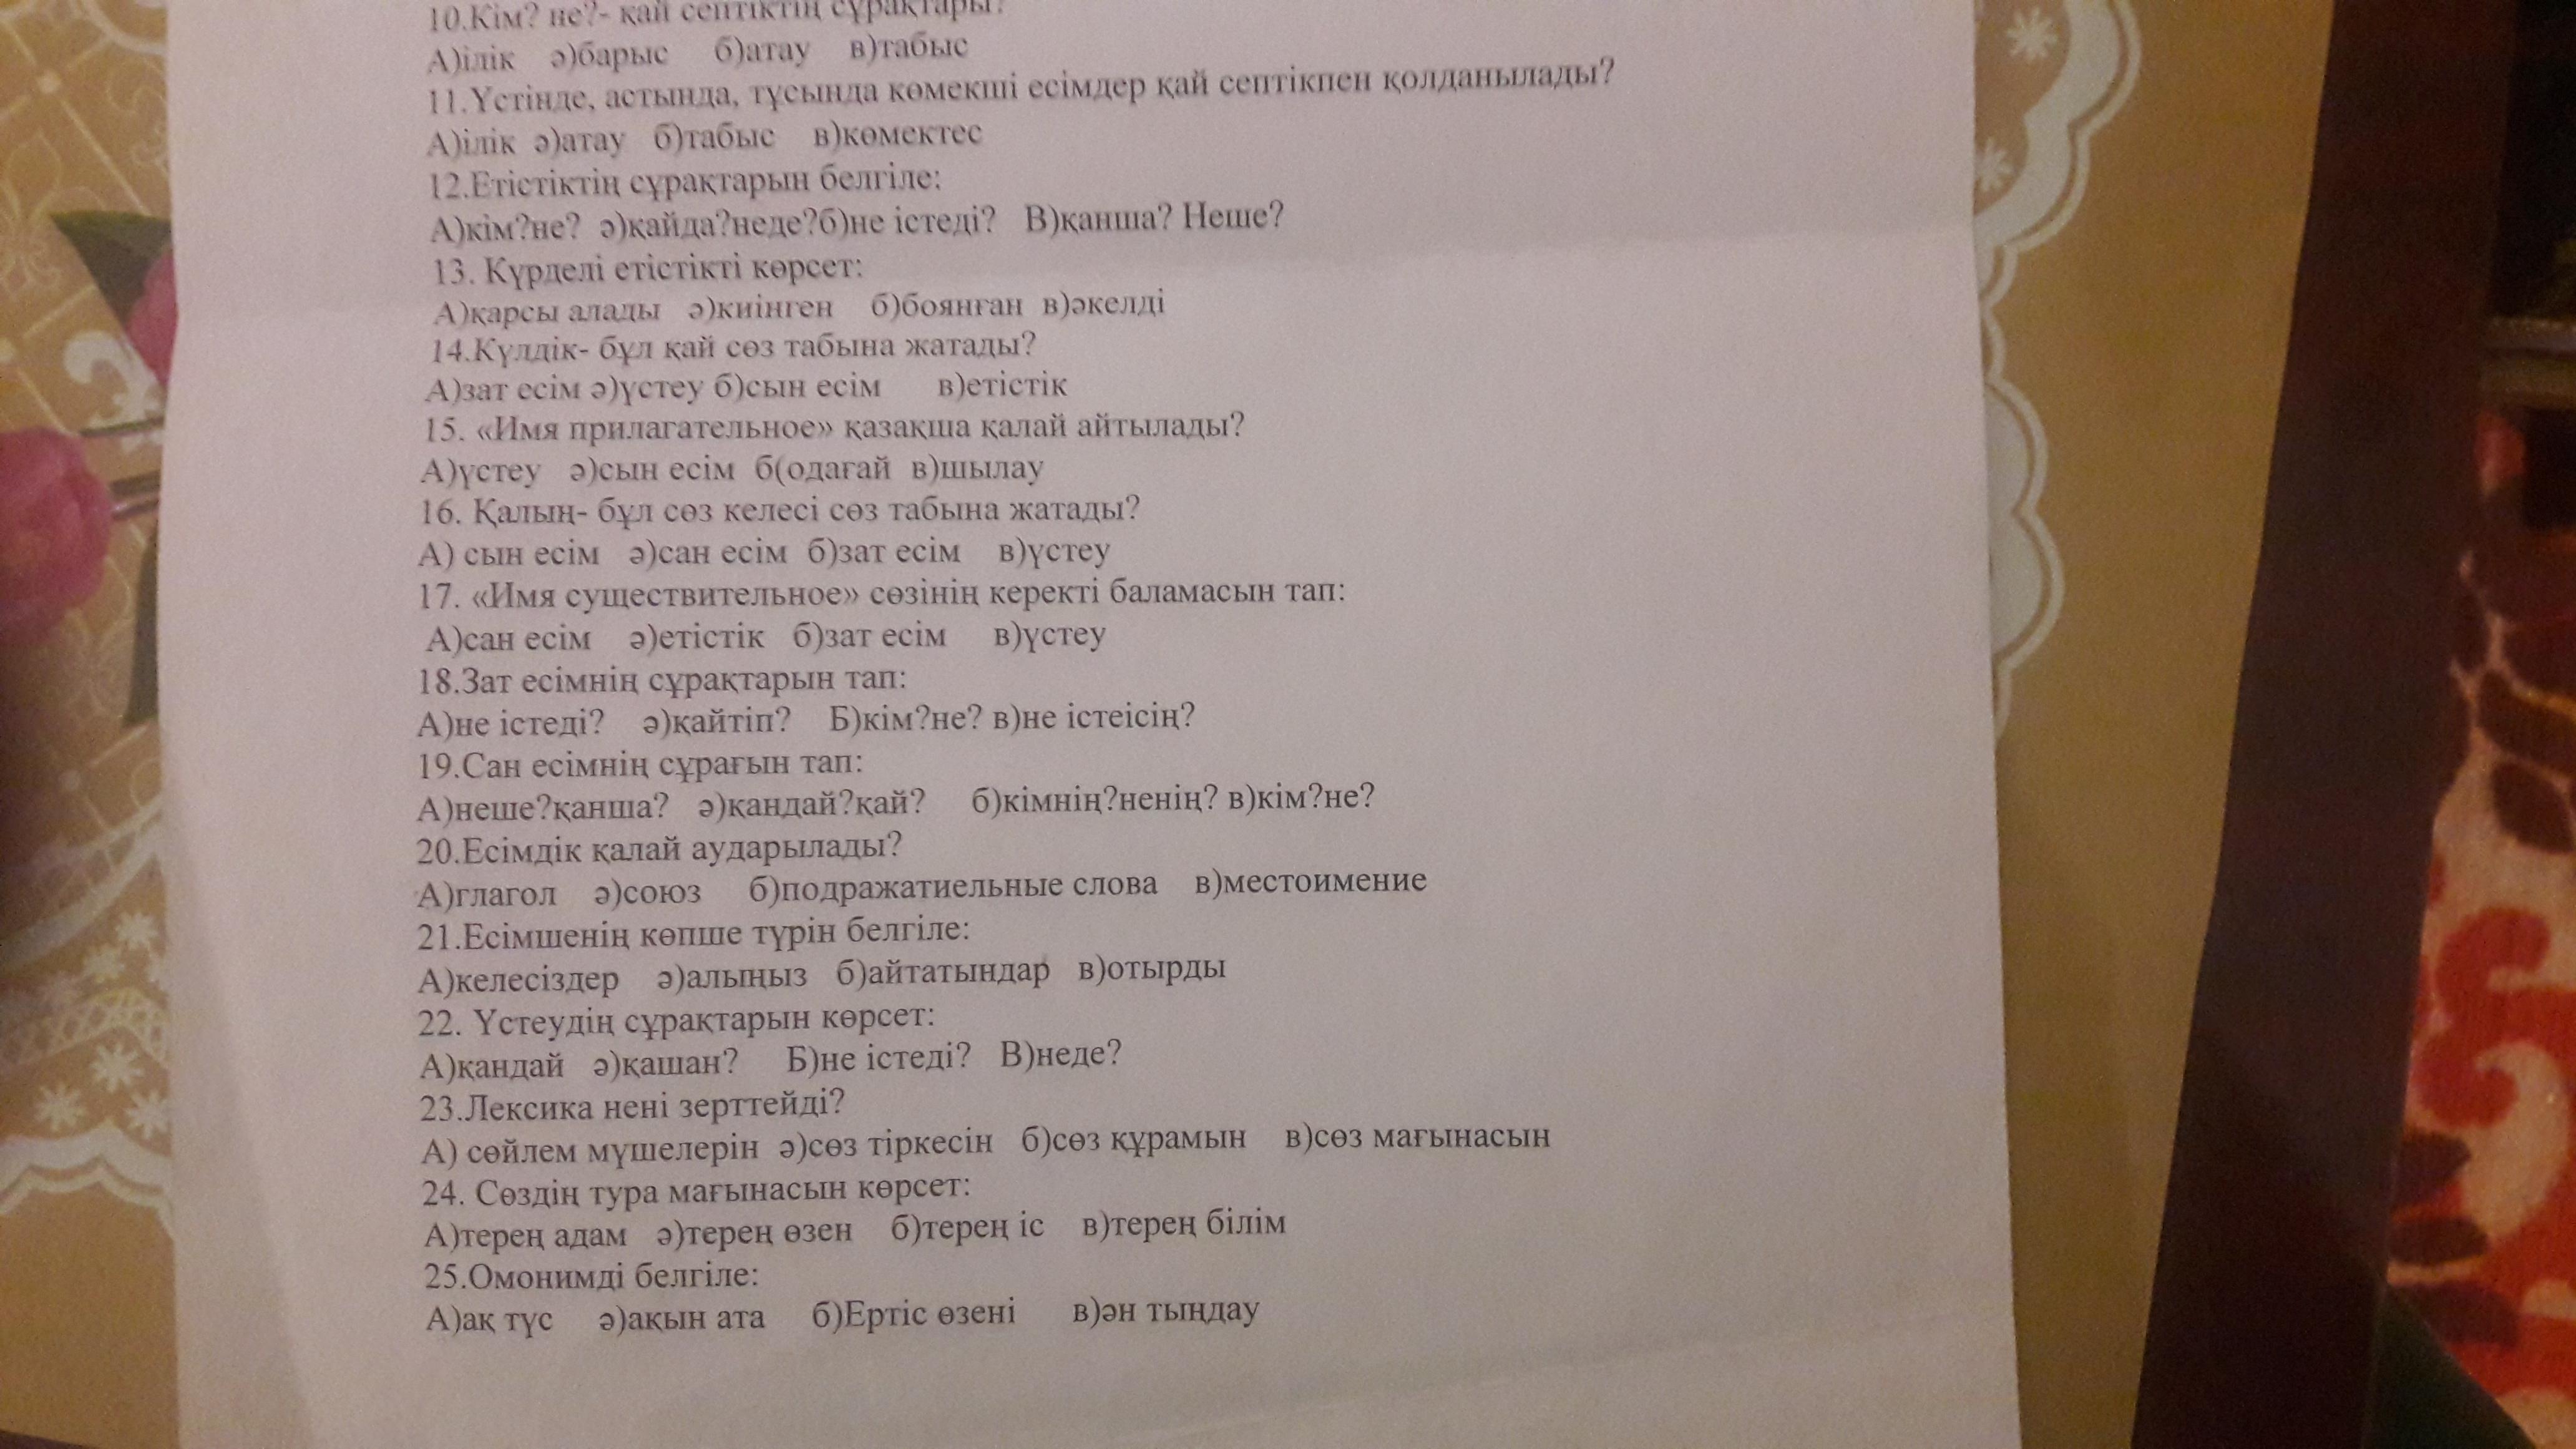 10.Кім? не?- қай септіктің сұрақтары?
А)ілік ә)барыс б)атау в)табыс
11.Үстінде, астында, тұсында көмекші есімдер қай септікпен қолданылады?
А)ілік ә)атау б)табыс в)көмектес
12.Етістіктің сұрақтарын белгіле:
А)кім?не? ә)қайда?неде?б)не істеді? В)қанша? Неше?
13. Күрделі етістікті көрсет:
А)қарсы алады ә)киінген б)боянған в)әкелді
14.Күлдік- бұл қай сөз табына жатады?
А)зат есім ә)үстеу б)сын есім в)етістік
15. «Имя прилагательное» қазақша қалай айтылады?
А)үстеу ә)сын есім б(одағай в)шылау
16. Қалың- бұл сөз келесі сөз табына жатады?
А) сын есім ә)сан есім б)зат есім в)үстеу
17. «Имя существительное» сөзінің керекті баламасын тап:
А)сан есім ә)етістік б)зат есім в)үстеу
18.Зат есімнің сұрақтарын тап:
А)не істеді? ә)қайтіп? Б)кім?не? в)не істеісің?
19.Сан есімнің сұрағын тап:
А)неше?қанша? ә)қандай?қай? б)кімнің?ненің? в)кім?не?
20.Есімдік қалай аударылады?
А)глагол ә)союз б)подражатиельные слова в)местоимение
21.Есімшенің көпше түрін белгіле:
А)келесіздер ә)алыңыз б)айтатындар в)отырды
22. Үстеудің сұрақтарын көрсет:
А)қандай ә)қашан? Б)не істеді? В)неде?
23.Лексика нені зерттейді?
А) сөйлем мүшелерін ә)сөз тіркесін б)сөз құрамын в)сөз мағынасын
24. Сөздің тура мағынасын көрсет:
А)терең адам ә)терең өзен б)терең іс в)терең білім
25.Омонимді белгіле:
А)ақ түс ә)ақын ата б)Ертіс өзені в)ән тыңдау